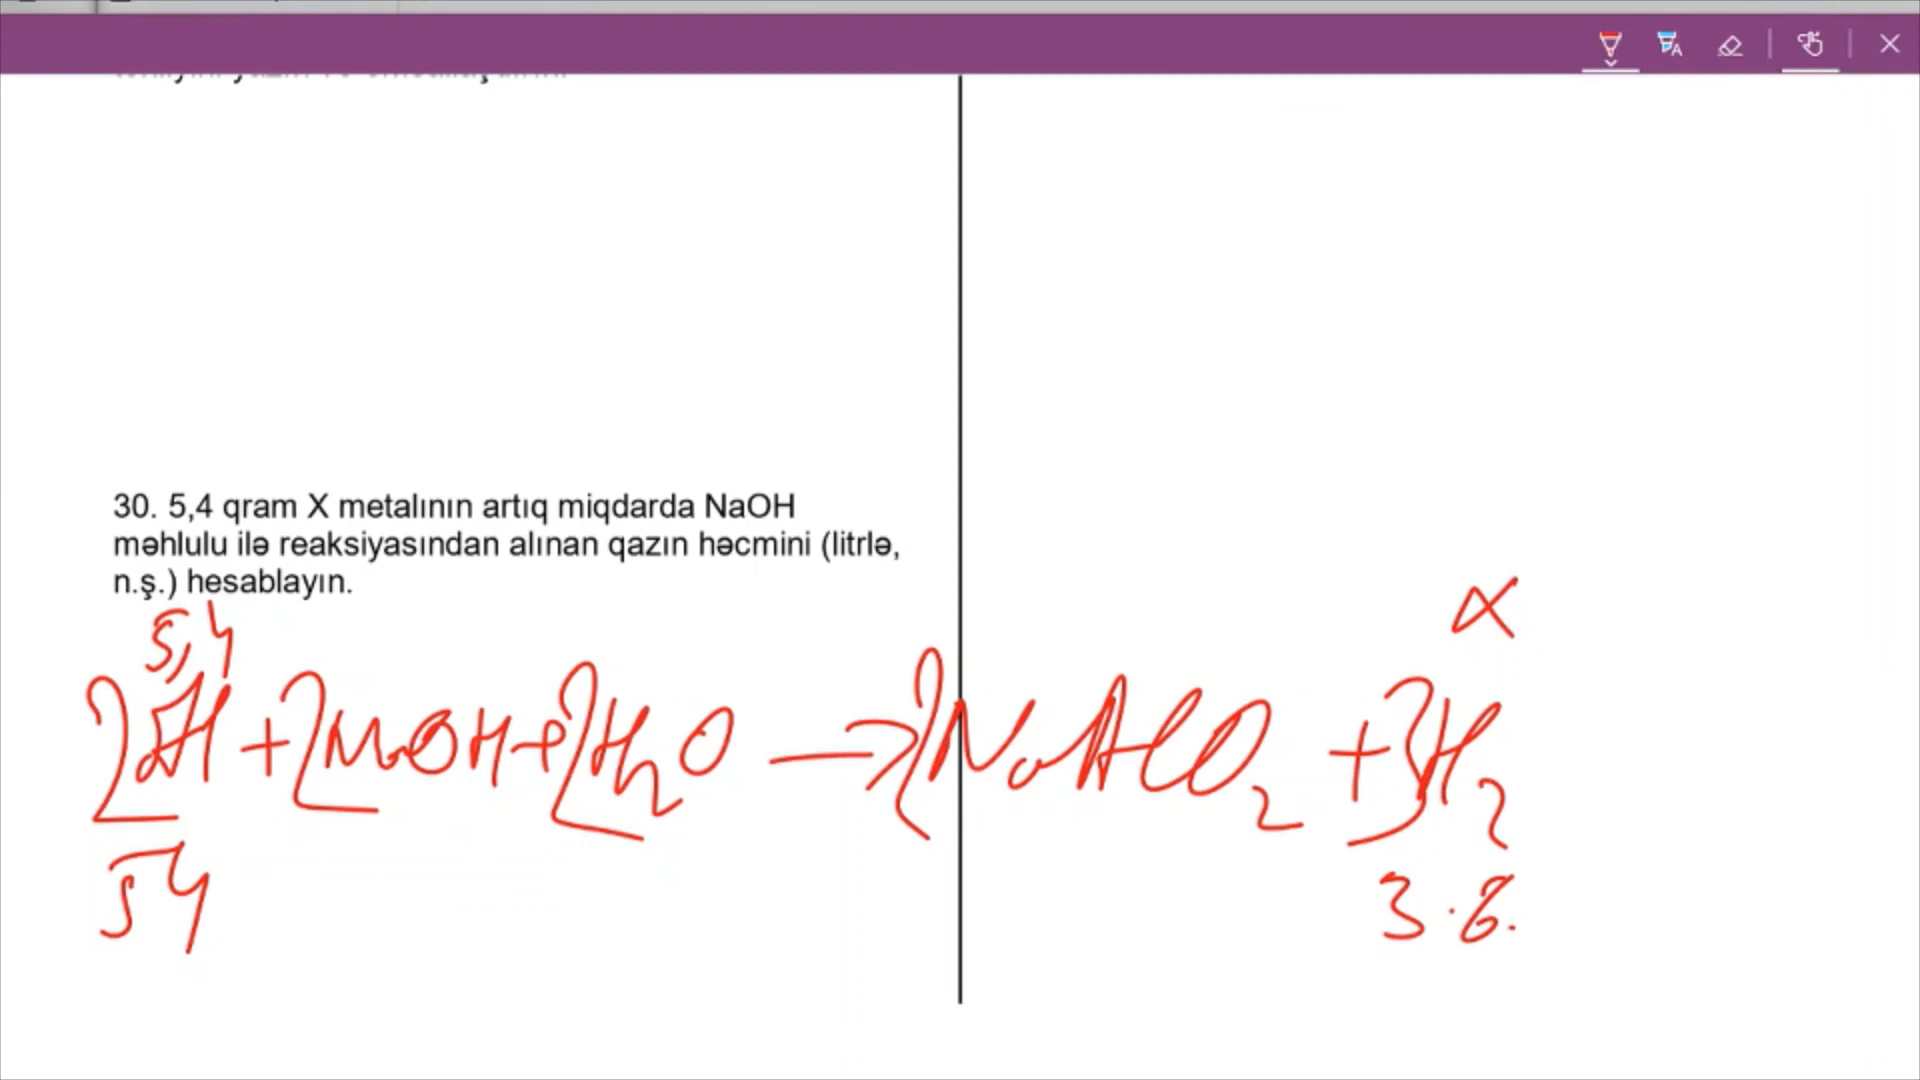 30. 5,4 qram X metalının artıq miqdarda NaOH
məhlulu ilə reaksiyasından alınan qazın həcmini (litrlə,
n.ş.) hesablayın.
5,4 x
2Al + 2NaOH + 2H2O → 2NaAlO2 + 3H2
54 3·